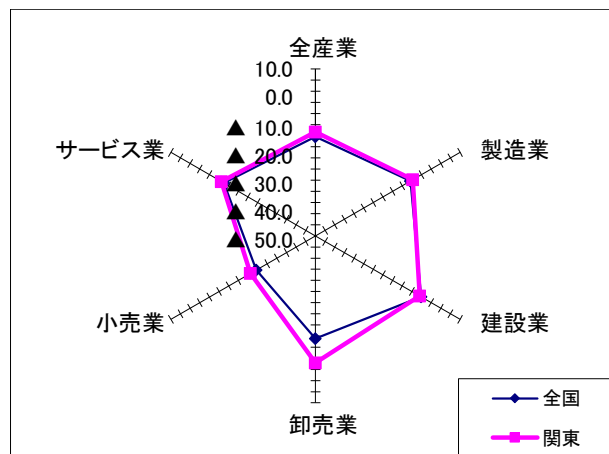 全産業
10.0
0.0
▲ 10.0
▲ 20.0
▲ 30.0
▲ 40.0
▲ 50.0
サービス業
製造業
小売業
建設業
卸売業
全国
関東